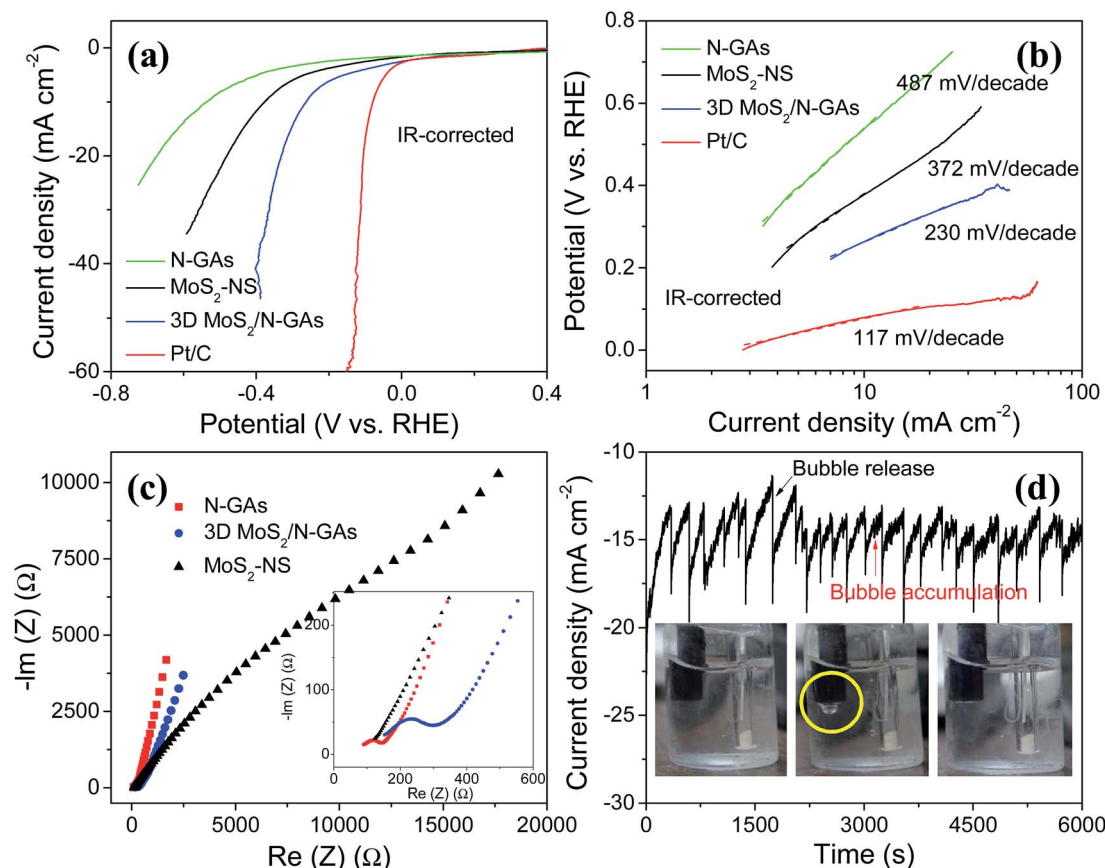 (a)
0
-20
-40
-60
-0.8
-0.4
0.0
0.4
Current density (mA cm⁻²)
Potential (V vs. RHE)
IR-corrected
N-GAs
MoS₂-NS
3D MoS₂/N-GAs
Pt/C
(b)
0.8
0.6
0.4
0.2
0.0
1
10
100
Potential (V vs. RHE)
Current density (mA cm⁻²)
N-GAs
MoS₂-NS
3D MoS₂/N-GAs
Pt/C
487 mV/decade
372 mV/decade
230 mV/decade
IR-corrected
117 mV/decade
(c)
10000
7500
5000
2500
0
0
5000
10000
15000
20000
-Im (Z) (Ω)
Re (Z) (Ω)
N-GAs
3D MoS₂/N-GAs
MoS₂-NS
200
100
0
0
200
400
600
-Im (Z) (Ω)
Re (Z) (Ω)
(d)
-10
-15
-20
-25
-30
0
1500
3000
4500
6000
Current density (mA cm⁻²)
Time (s)
Bubble release
Bubble accumulation